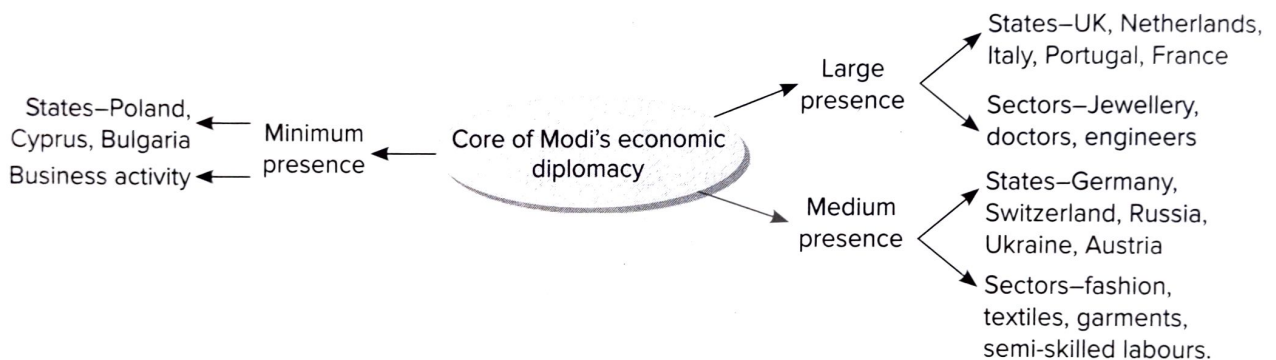 States–Poland,
Cyprus, Bulgaria
Business activity
Minimum
presence
Core of Modi's economic
diplomacy
Large
presence
States–UK, Netherlands,
Italy, Portugal, France
Sectors–Jewellery,
doctors, engineers
Medium
presence
States–Germany,
Switzerland, Russia,
Ukraine, Austria
Sectors–fashion,
textiles, garments,
semi-skilled labours.